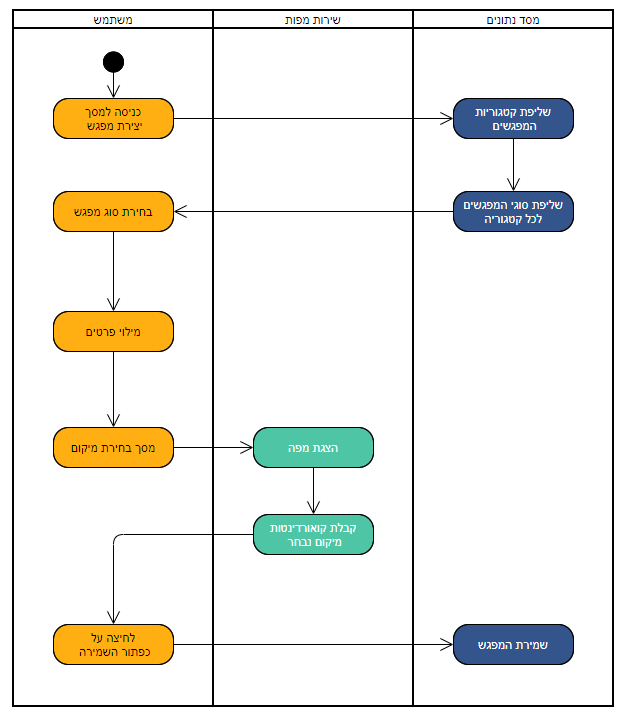 משתמש
שירות מפות
מסד נתונים
כניסה למסך
יצירת מפגש
שליפת קטגוריות
המפגשים
שליפת סוגי המפגשים
לכל קטגוריה
בחירת סוג מפגש
מילוי פרטים
מסך בחירת מיקום
הצגת מפה
קבלת קואורדינטות
מיקום נבחר
לחיצה על
כפתור השמירה
שמירת המפגש